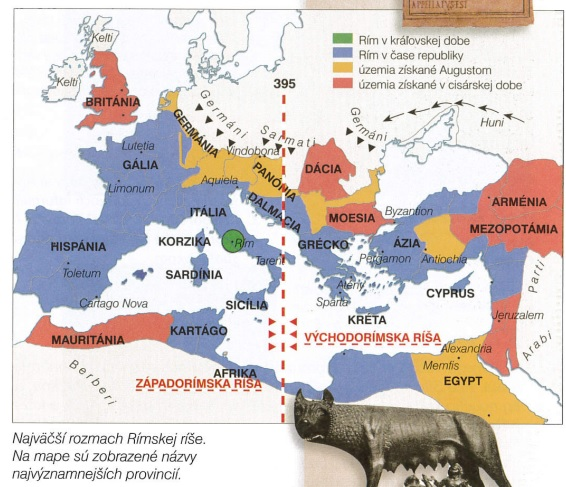 Kelti
Kelti
BRITÁNIA
Rím v kráľovskej dobe
Rím v čase republiky
územia získané Augustom
územia získané v cisárskej dobe
395
Germáni
Sarmati
Germáni
Huni
GERMÁNIA
Lutetia
GÁLIA
Vindobona
PANÓNIA
DÁCIA
Limonum
Aquiela
DALMÁCIA
MOESIA
Byzantion
ARMÉNIA
MEZOPOTÁMIA
ITÁLIA
HISPÁNIA
KORZIKA
Rím
GRÉCKO
ÁZIA
Toletum
SARDÍNIA
Tarent
Pergamon
Antiochia
Parti
Atény
Sparta
CYPRUS
Cartago Nova
SICÍLIA
KRÉTA
Jeruzalem
MAURITÁNIA
KARTÁGO
VÝCHODORÍMSKA RÍŠA
Alexandria
Arabi
Memfis
Berberi
AFRIKA
ZÁPADORÍMSKA RÍŠA
EGYPT
Najväčší rozmach Rímskej ríše.
Na mape sú zobrazené názvy
najvýznamnejších provincií.